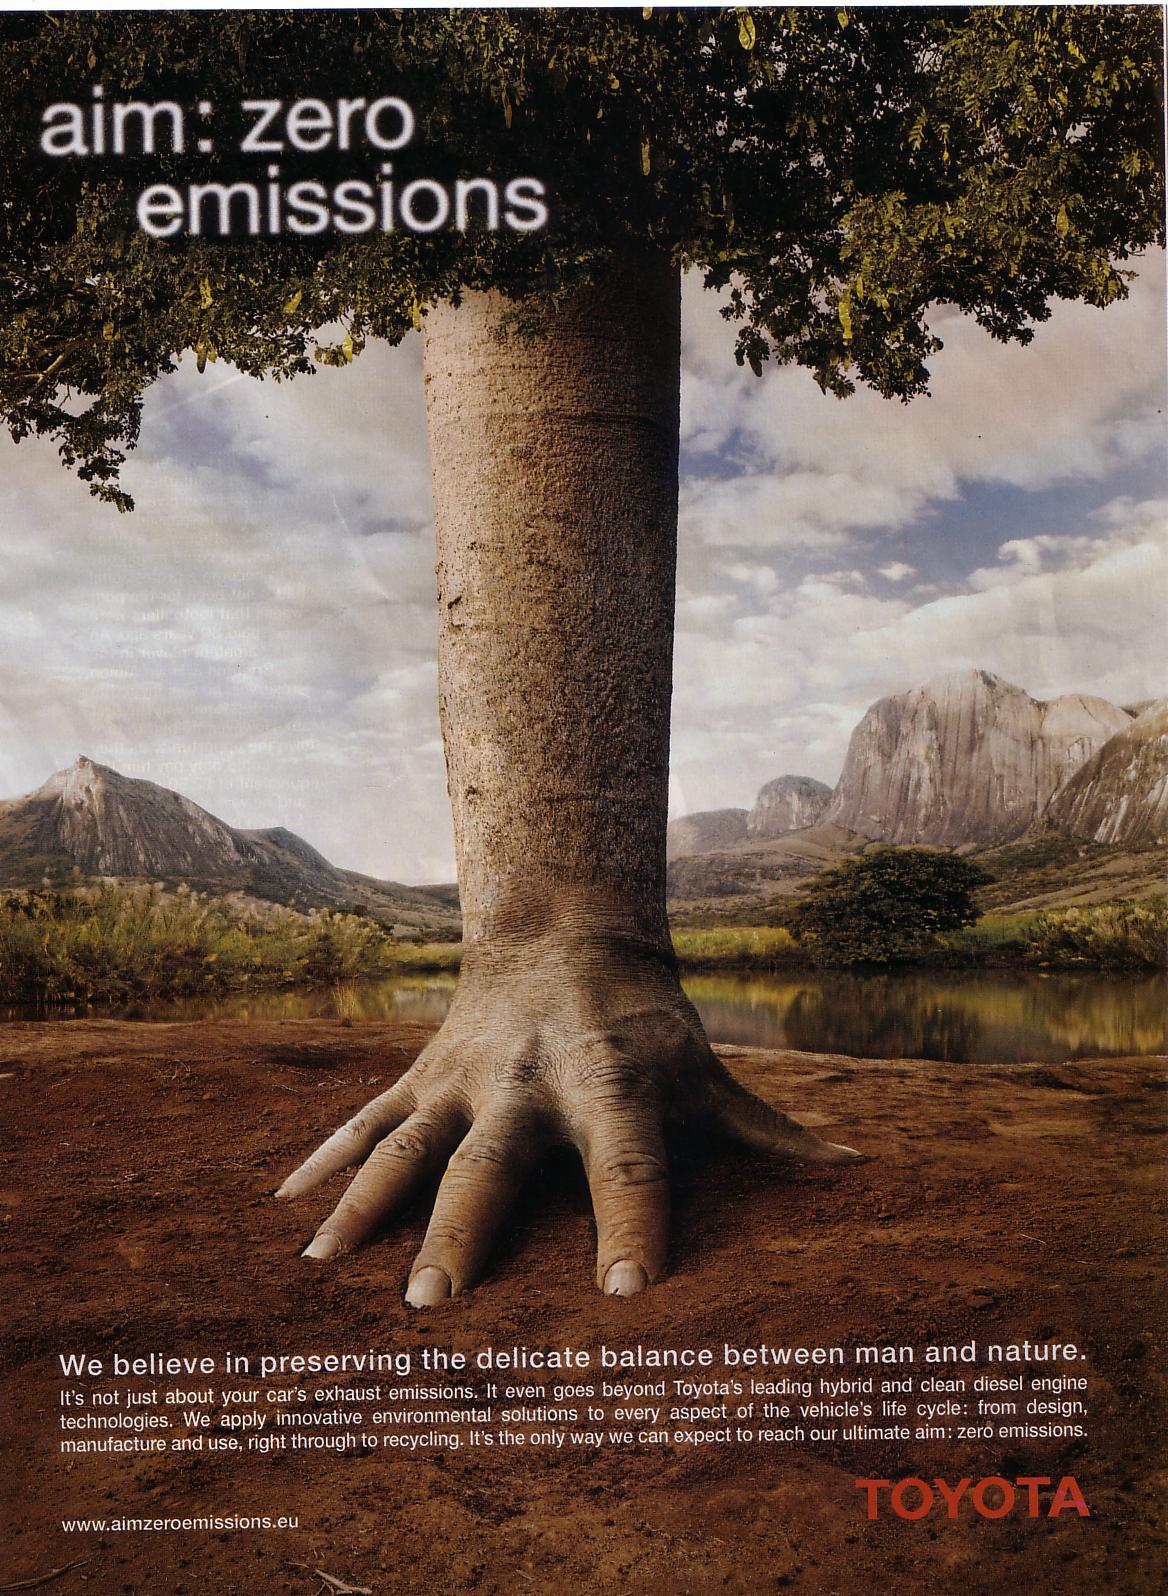 aim: zero
emissions
We believe in preserving the delicate balance between man and nature.
It's not just about your car's exhaust emissions. It even goes beyond Toyota's leading hybrid and clean diesel engine
technologies. We apply innovative environmental solutions to every aspect of the vehicle's life cycle: from design,
manufacture and use, right through to recycling. It's the only way we can expect to reach our ultimate aim: zero emissions.
TOYOTA
www.aimzeroemissions.eu